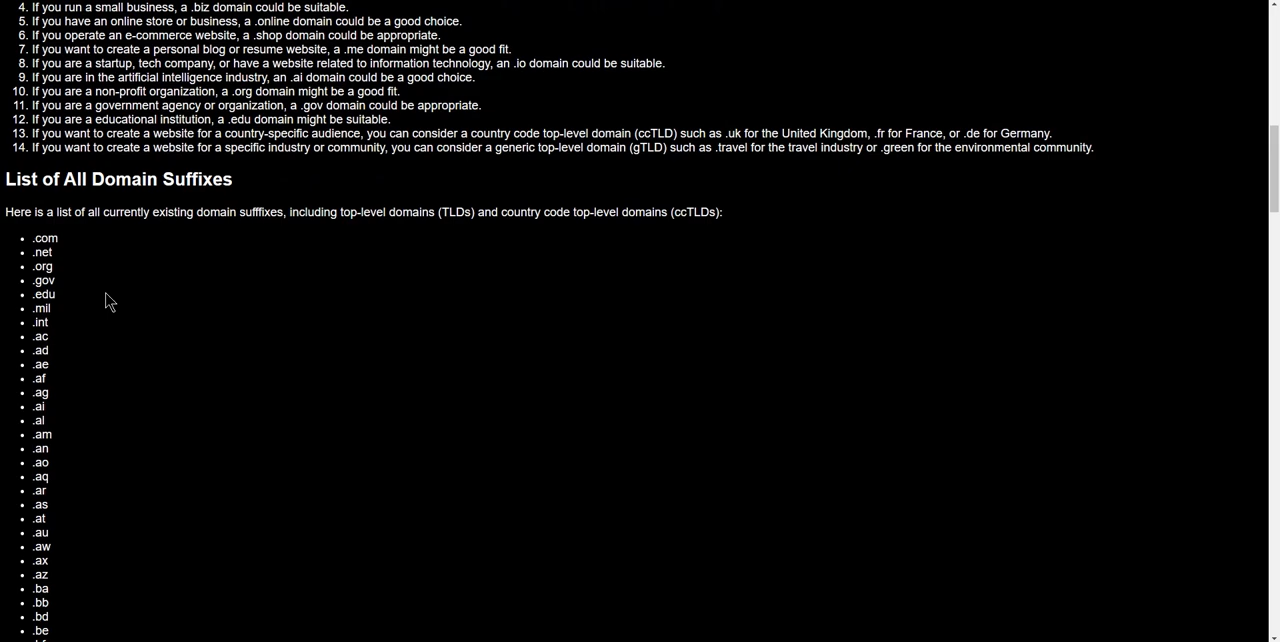 4. If you run a small business, a .biz domain could be suitable.
5. If you have an online store or business, a .online domain could be a good choice.
6. If you operate an e-commerce website, a .shop domain could be appropriate.
7. If you want to create a personal blog or resume website, a .me domain might be a good fit.
8. If you are a startup, tech company, or have a website related to information technology, an .io domain could be suitable.
9. If you are in the artificial intelligence industry, an .ai domain could be a good choice.
10. If you are a non-profit organization, a .org domain might be a good fit.
11. If you are a government agency or organization, a .gov domain could be appropriate.
12. If you are a educational institution, a .edu domain might be suitable.
13. If you want to create a website for a country-specific audience, you can consider a country code top-level domain (ccTLD) such as .uk for the United Kingdom, .fr for France, or .de for Germany.
14. If you want to create a website for a specific industry or community, you can consider a generic top-level domain (gTLD) such as .travel for the travel industry or .green for the environmental community.
List of All Domain Suffixes
Here is a list of all currently existing domain sufffixes, including top-level domains (TLDs) and country code top-level domains (ccTLDs):
• .com
• .net
• .org
• .gov
• .edu
• .mil
• .int
• .ac
• .ad
• .ae
• .af
• .ag
• .ai
• .al
• .am
• .an
• .ao
• .aq
• .ar
• .as
• .at
• .au
• .aw
• .ax
• .az
• .ba
• .bb
• .bd
• .be